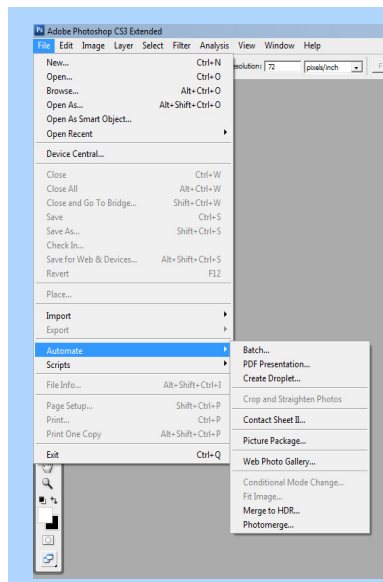 Adobe Photoshop CS3 Extended
File Edit Image Layer Select Filter Analysis View Window Help
esolution: 72 pixels/inch F
New... Ctrl+N
Open... Ctrl+O
Browse... Alt+Ctrl+O
Open As... Alt+Shift+Ctrl+O
Open As Smart Object...
Open Recent
Device Central...
Close Ctrl+W
Close All Alt+Ctrl+W
Close and Go To Bridge... Shift+Ctrl+W
Save Ctrl+S
Save As... Shift+Ctrl+S
Check In...
Save for Web & Devices... Alt+Shift+Ctrl+S
Revert F12
Place...
Import
Export
Automate
Scripts
File Info... Alt+Shift+Ctrl+I
Page Setup... Shift+Ctrl+P
Print... Ctrl+P
Print One Copy Alt+Shift+Ctrl+P
Exit Ctrl+Q
Batch...
PDF Presentation...
Create Droplet...
Crop and Straighten Photos
Contact Sheet II...
Picture Package...
Web Photo Gallery...
Conditional Mode Change...
Fit Image...
Merge to HDR...
Photomerge...